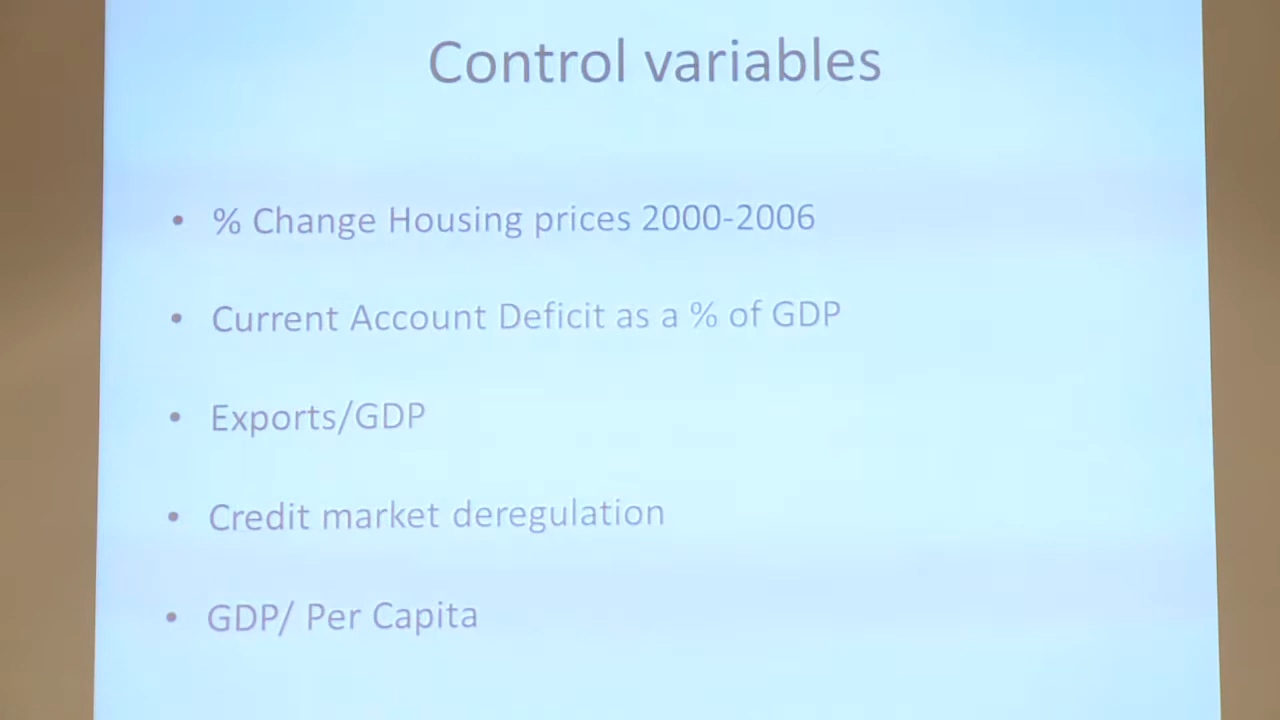 Control variables
• % Change Housing prices 2000-2006
• Current Account Deficit as a % of GDP
• Exports/GDP
• Credit market deregulation
• GDP/ Per Capita